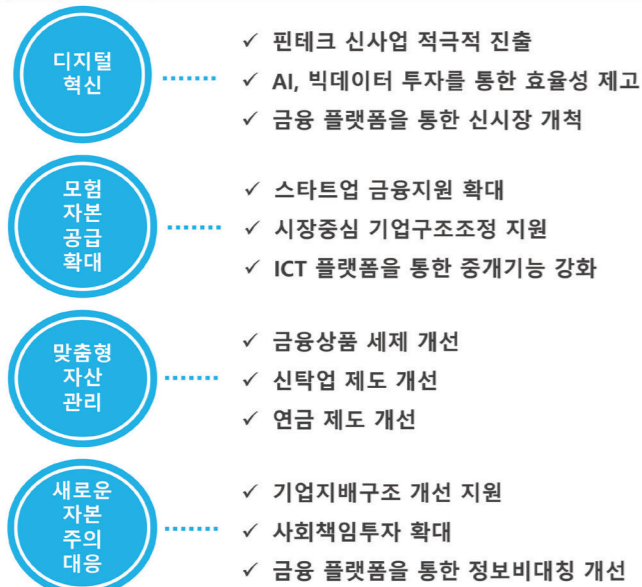 디지털
혁신
✓ 핀테크 신사업 적극적 진출
✓ AI, 빅데이터 투자를 통한 효율성 제고
✓ 금융 플랫폼을 통한 신시장 개척
모험
자본
공급
확대
✓ 스타트업 금융지원 확대
✓ 시장중심 기업구조조정 지원
✓ ICT 플랫폼을 통한 중개기능 강화
맞춤형
자산
관리
✓ 금융상품 세제 개선
✓ 신탁업 제도 개선
✓ 연금 제도 개선
새로운
자본
주의
대응
✓ 기업지배구조 개선 지원
✓ 사회책임투자 확대
✓ 금융 플랫폼을 통한 정보비대칭 개선